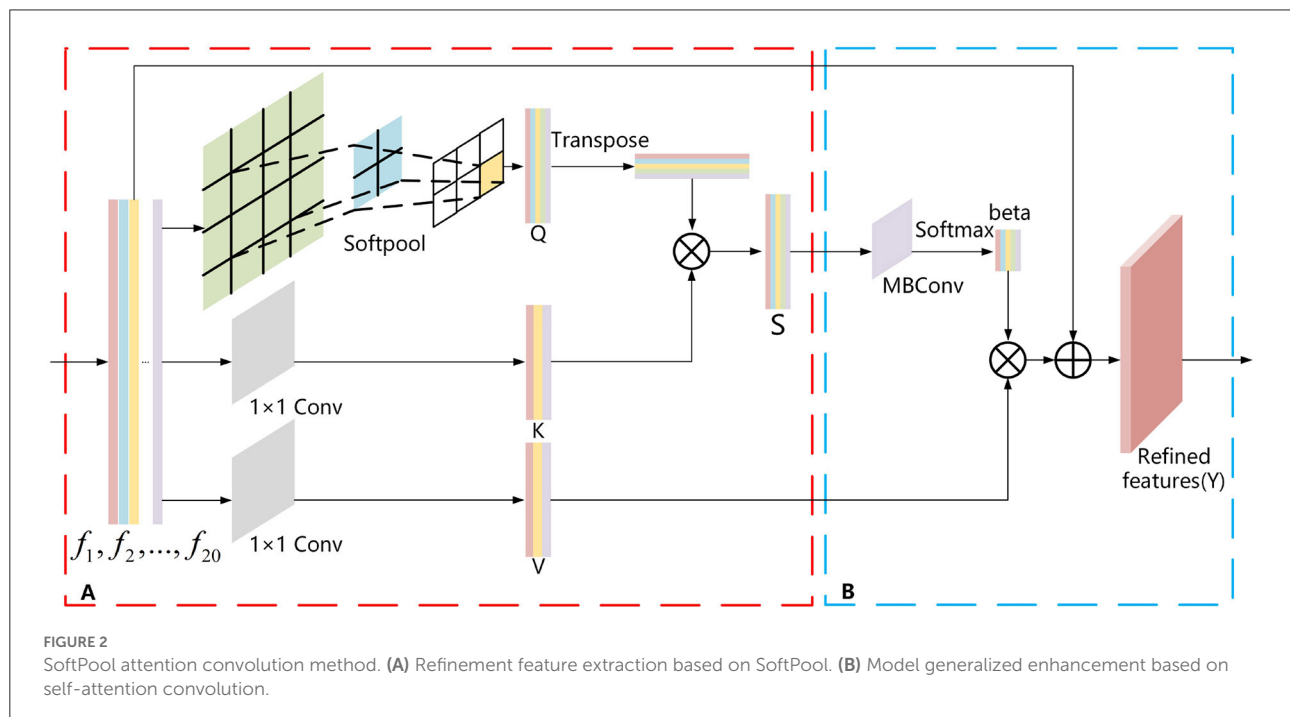 Transpose
Softpool
Q
S
Softmax
beta
MBConv
1×1 Conv
K
...
Refined
features(Y)
f₁, f₂,..., f₂₀
1×1 Conv
V
A
B
FIGURE 2
SoftPool attention convolution method. (A) Refinement feature extraction based on SoftPool. (B) Model generalized enhancement based on
self-attention convolution.